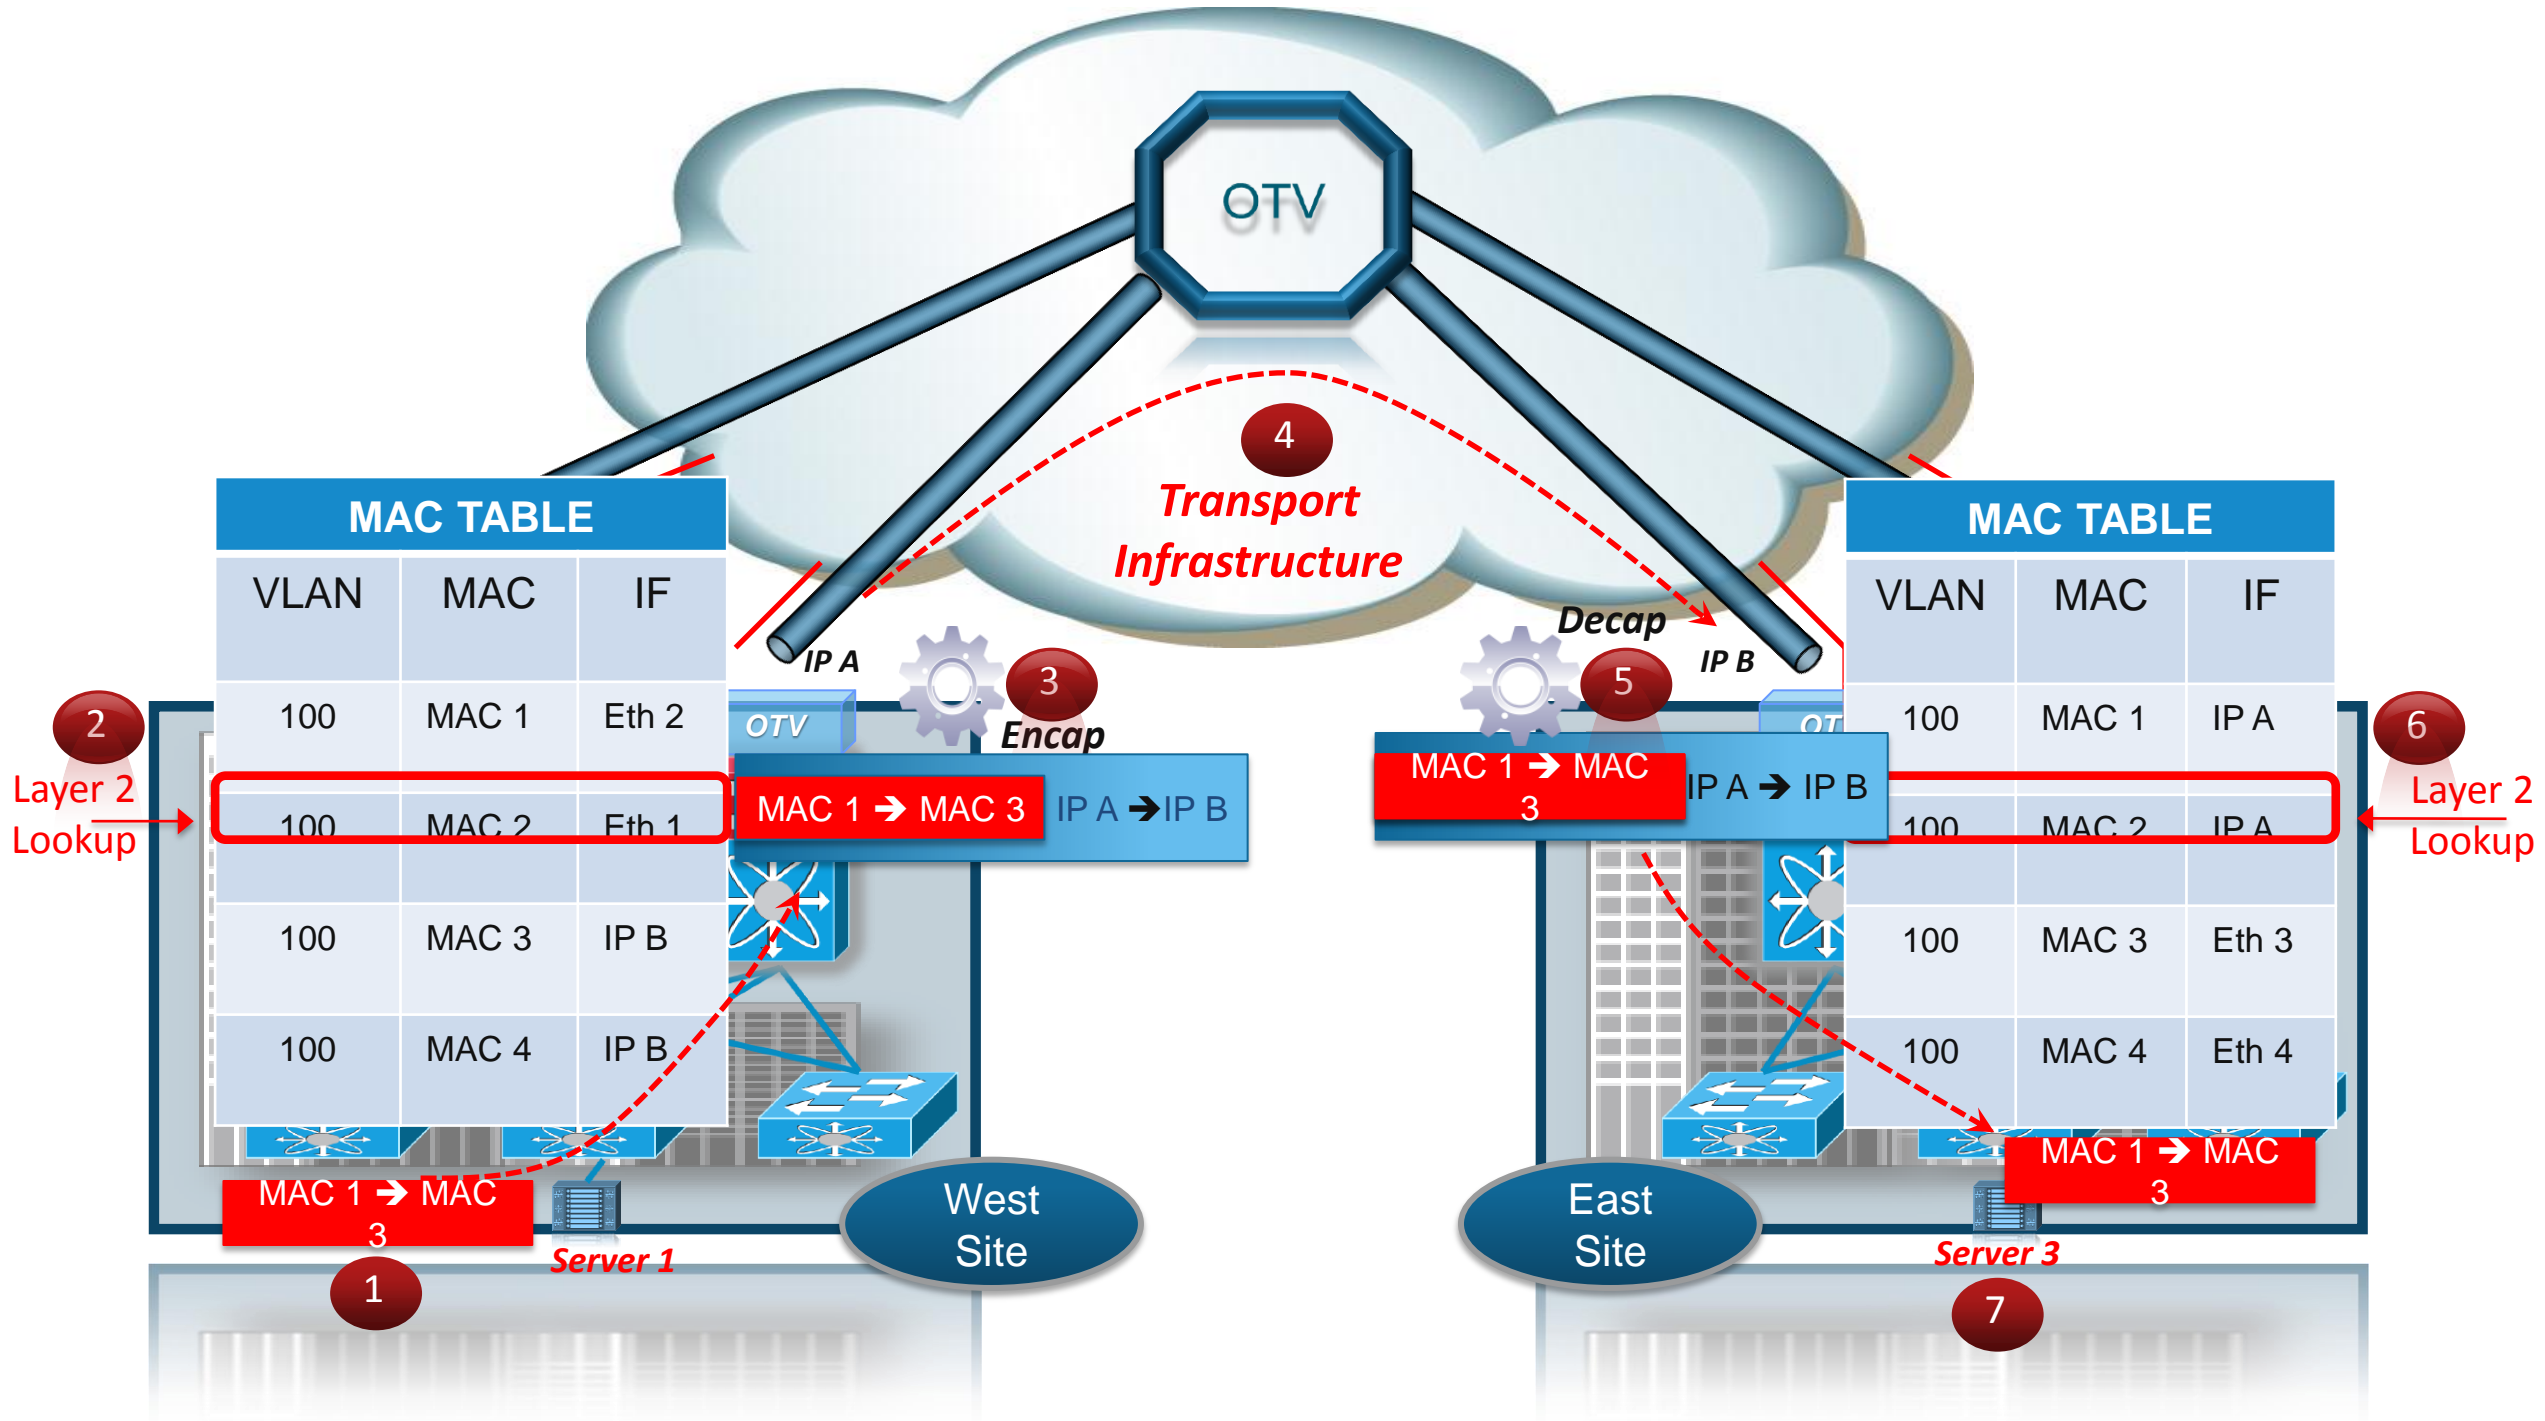 OTV
4
Transport
Infrastructure
MAC TABLE
VLAN MAC IF
100 MAC 1 Eth 2
100 MAC 2 Eth 1
100 MAC 3 IP B
100 MAC 4 IP B
2
Layer 2
Lookup
IP A
OTV
3
Encap
MAC 1 → MAC 3 IP A → IP B
MAC 1 → MAC
3
1
Server 1
West
Site
Decap
5
IP B
MAC 1 → MAC
3
IP A → IP B
MAC TABLE
VLAN MAC IF
100 MAC 1 IP A
100 MAC 2 IP A
100 MAC 3 Eth 3
100 MAC 4 Eth 4
6
Layer 2
Lookup
East
Site
MAC 1 → MAC
3
Server 3
7